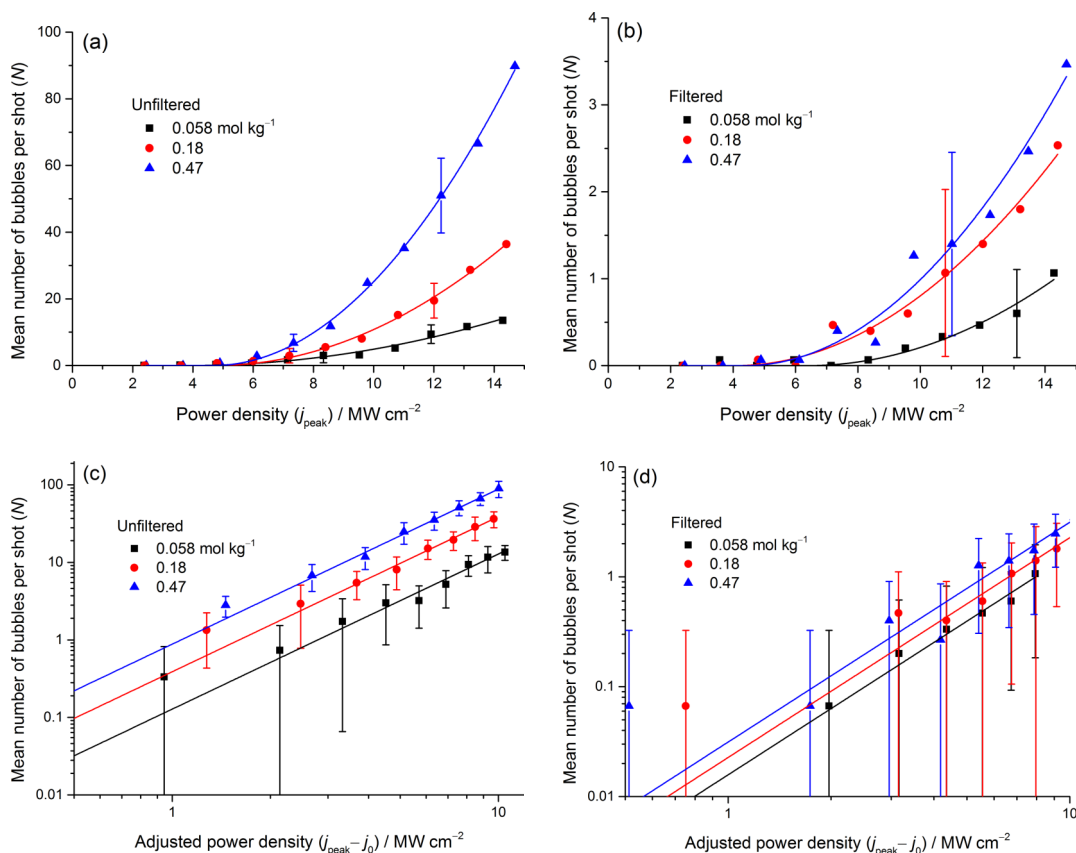 (a)
Unfiltered
0.058 mol kg⁻¹
0.18
0.47
Mean number of bubbles per shot (N)
100
80
60
40
20
0
0 2 4 6 8 10 12 14
Power density (j_peak) / MW cm⁻²
(b)
Filtered
0.058 mol kg⁻¹
0.18
0.47
Mean number of bubbles per shot (N)
4
3
2
1
0
0 2 4 6 8 10 12 14
Power density (j_peak) / MW cm⁻²
(c)
Unfiltered
0.058 mol kg⁻¹
0.18
0.47
Mean number of bubbles per shot (N)
100
10
1
0.1
0.01
1 10
Adjusted power density (j_peak– j₀) / MW cm⁻²
(d)
Filtered
0.058 mol kg⁻¹
0.18
0.47
Mean number of bubbles per shot (N)
10
1
0.1
0.01
1 10
Adjusted power density (j_peak– j₀) / MW cm⁻²